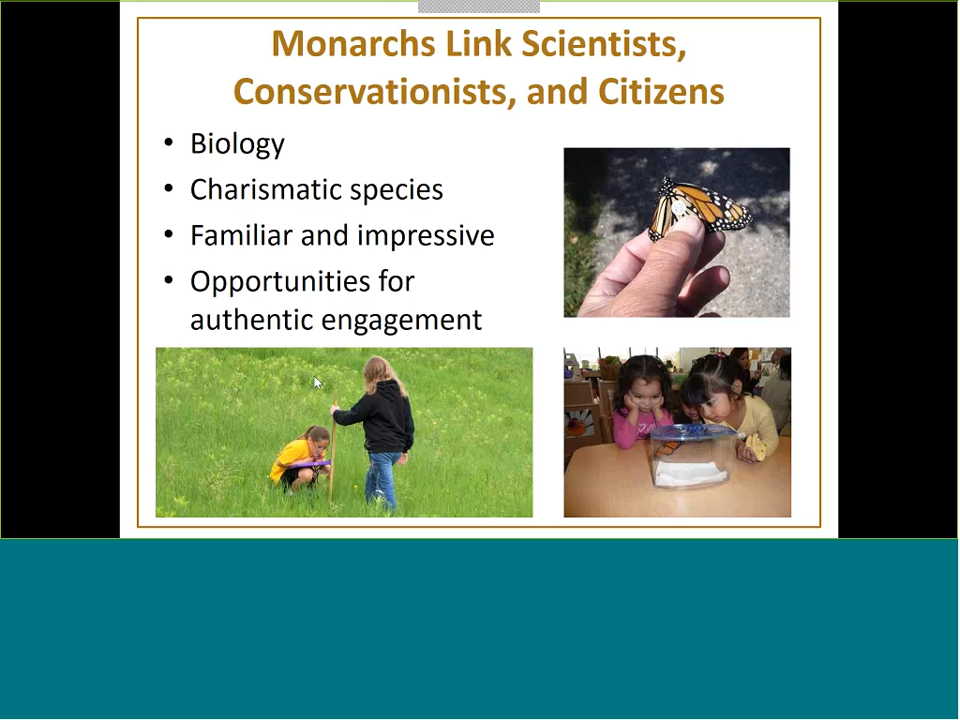 Monarchs Link Scientists,
Conservationists, and Citizens
• Biology
• Charismatic species
• Familiar and impressive
• Opportunities for
authentic engagement